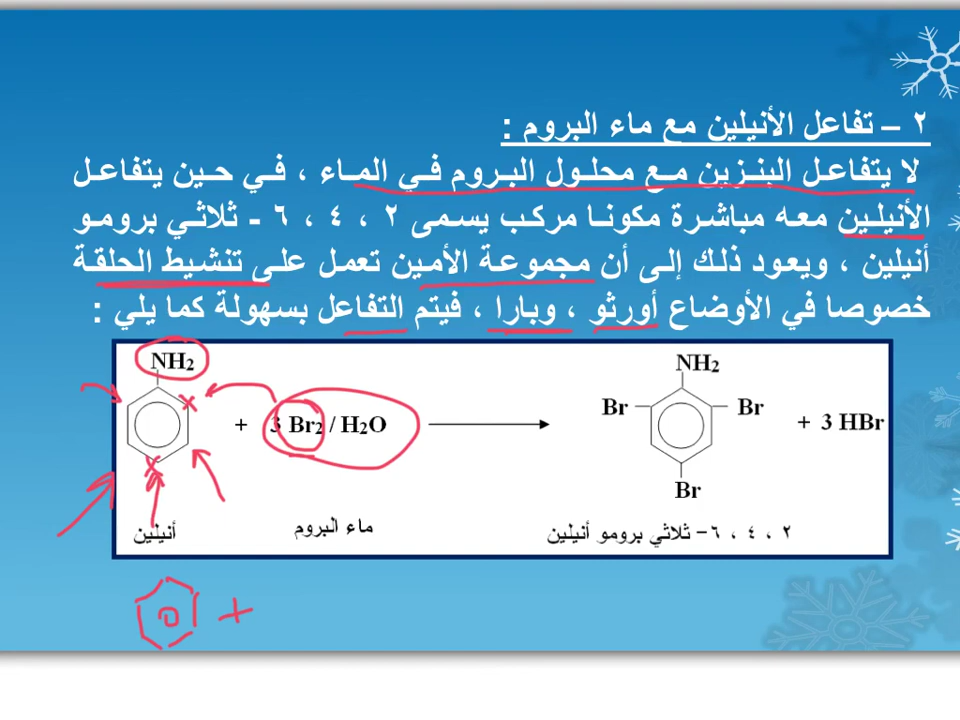 ٢ – تفاعل الأنيلين مع ماء البروم :
لا يتفاعل البنزين مع محلول البروم في الماء ، في حين يتفاعل
الأنيلين معه مباشرة مكونا مركب يسمى ٢ ، ٤ ، ٦ - ثلاثي برومو
أنيلين ، ويعود ذلك إلى أن مجموعة الأمين تعمل على تنشيط الحلقة
خصوصا في الأوضاع أورثو ، وبارا ، فيتم التفاعل بسهولة كما يلي :
NH2 NH2
Br Br
+ 3 Br2 / H2O + 3 HBr
Br
أنيلين ماء البروم ٢ ، ٤ ، ٦ – ثلاثي برومو أنيلين
+